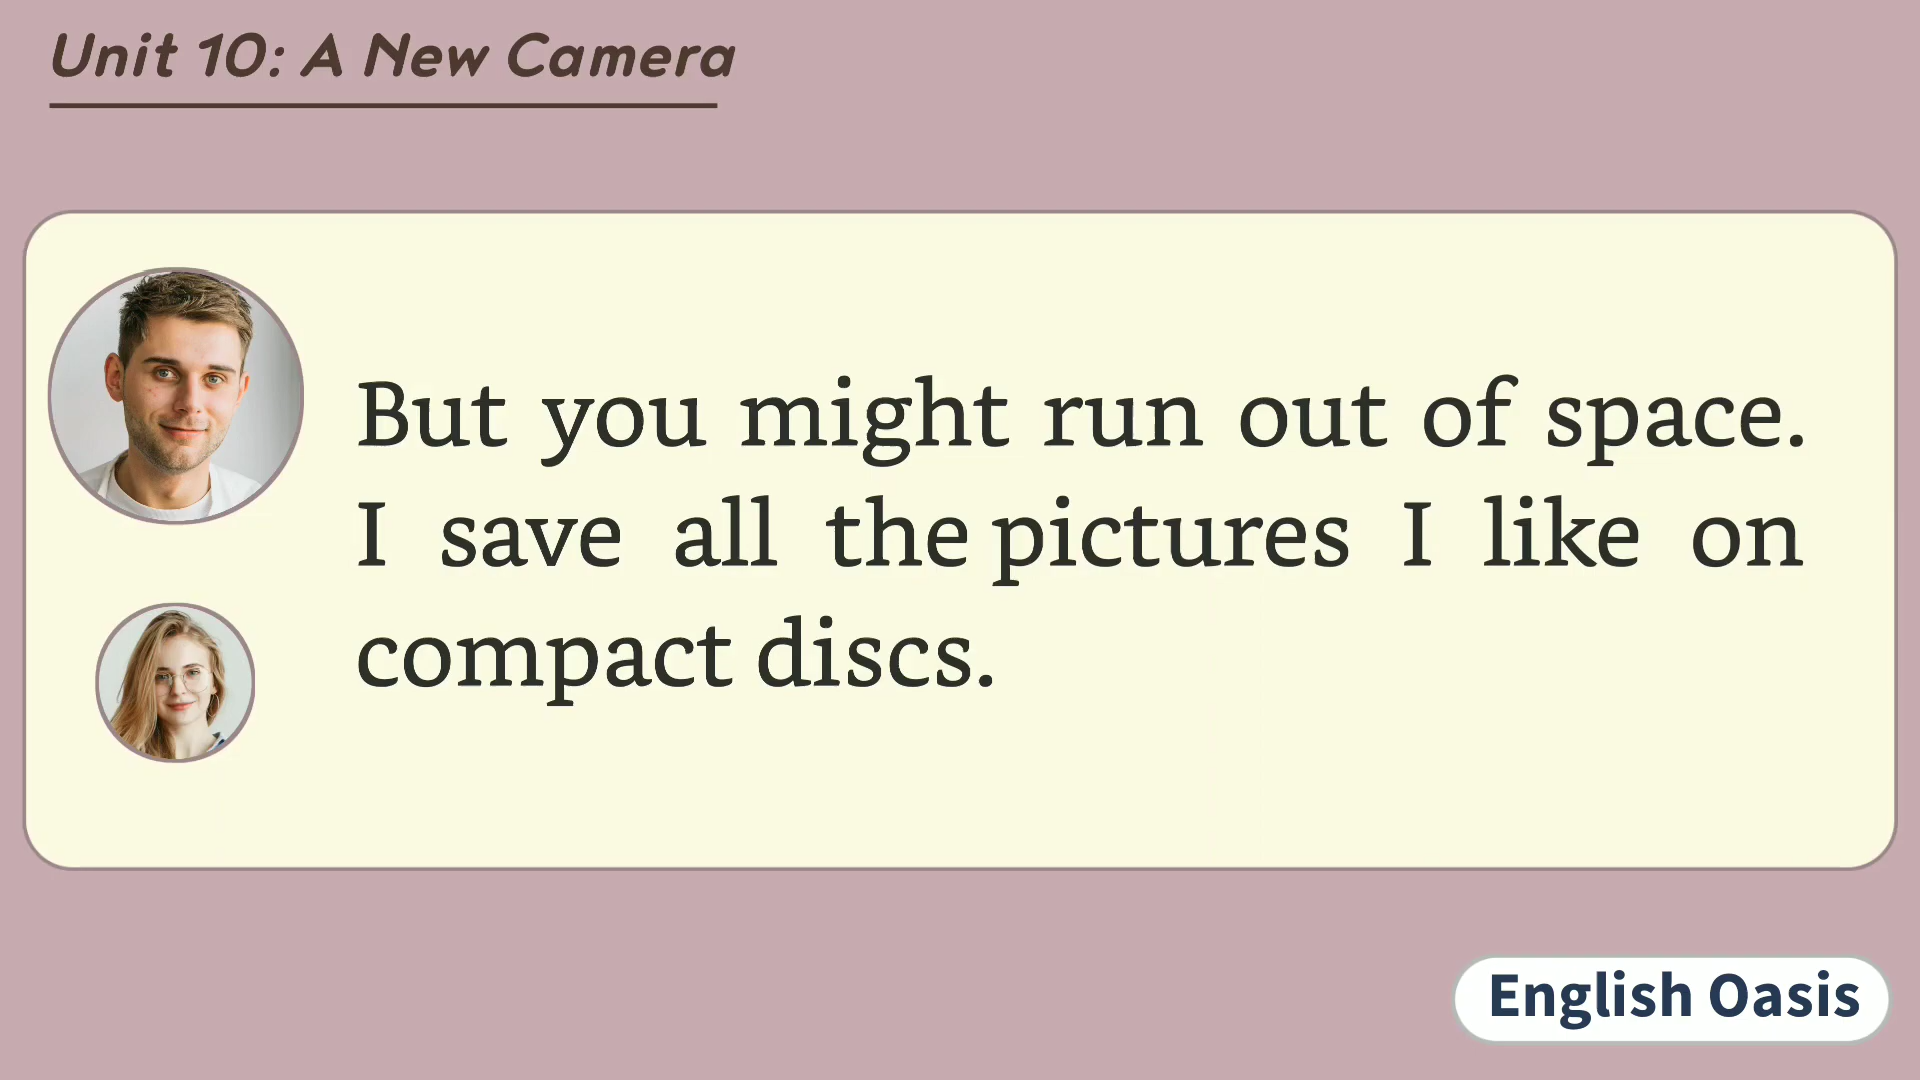 Unit 10: A New Camera
But you might run out of space.
I save all the pictures I like on
compact discs.
English Oasis